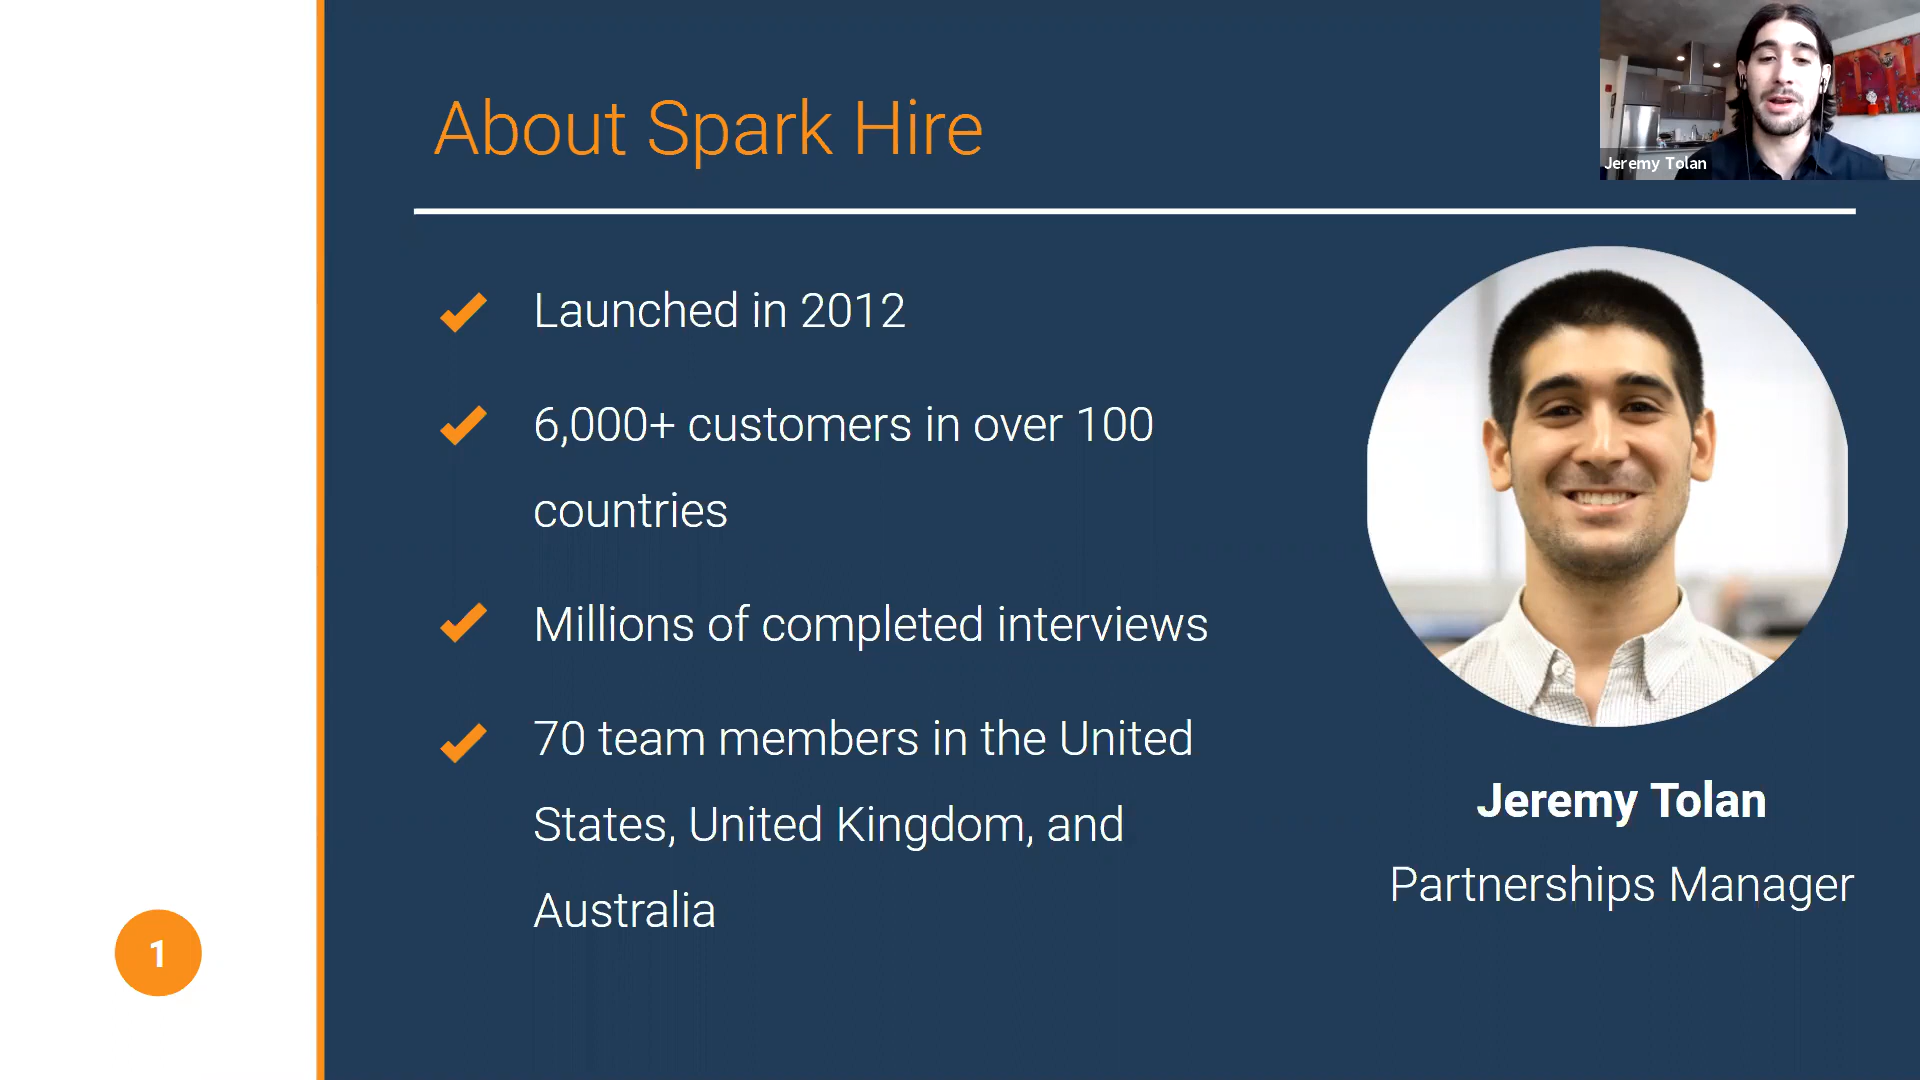 About Spark Hire
Jeremy Tolan
Launched in 2012
6,000+ customers in over 100
countries
Millions of completed interviews
70 team members in the United
States, United Kingdom, and
Australia
Jeremy Tolan
Partnerships Manager
1